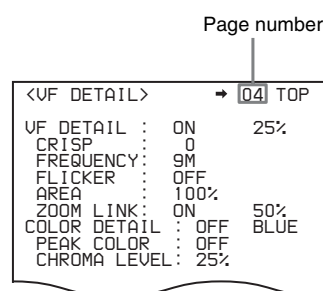 Page number
<VF DETAIL> ➡ 04 TOP
VF DETAIL : ON 25%
CRISP : 0
FREQUENCY: 9M
FLICKER : OFF
AREA : 100%
ZOOM LINK: ON 50%
COLOR DETAIL : OFF BLUE
PEAK COLOR : OFF
CHROMA LEVEL: 25%